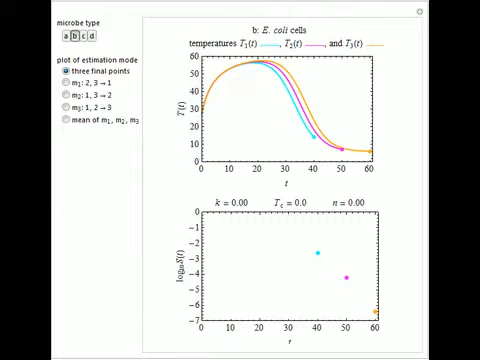 microbe type
a b c d
plot of estimation mode
three final points
m₁: 2, 3 → 1
m₂: 1, 3 → 2
m₃: 1, 2 → 3
mean of m₁, m₂, m₃
b: E. coli cells
temperatures T₁(t) , T₂(t) , and T₃(t)
60
50
40
30
20
10
0
T(t)
0 10 20 30 40 50 60
t
k = 0.00 T꜀ = 0.0 n = 0.00
0
−1
−2
−3
−4
−5
−6
−7
log₁₀S(t)
0 10 20 30 40 50 60
t